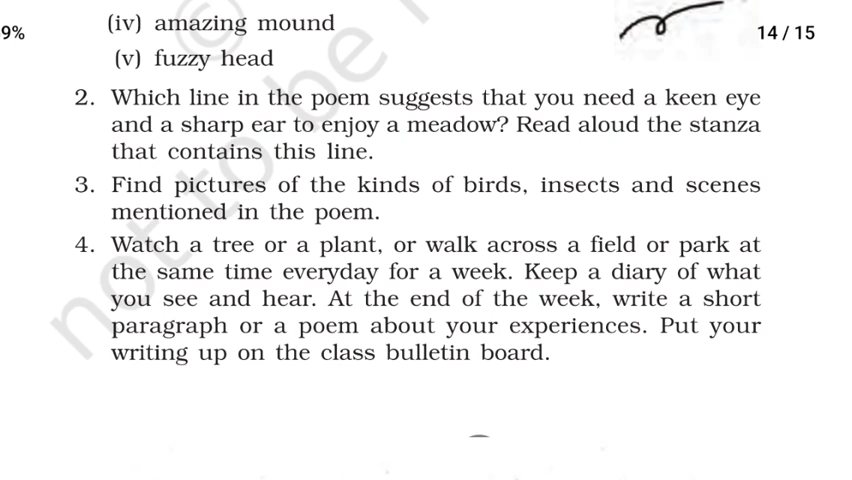 9%
(iv) amazing mound
14 / 15
(v) fuzzy head
2. Which line in the poem suggests that you need a keen eye
and a sharp ear to enjoy a meadow? Read aloud the stanza
that contains this line.
3. Find pictures of the kinds of birds, insects and scenes
mentioned in the poem.
4. Watch a tree or a plant, or walk across a field or park at
the same time everyday for a week. Keep a diary of what
you see and hear. At the end of the week, write a short
paragraph or a poem about your experiences. Put your
writing up on the class bulletin board.
not to be